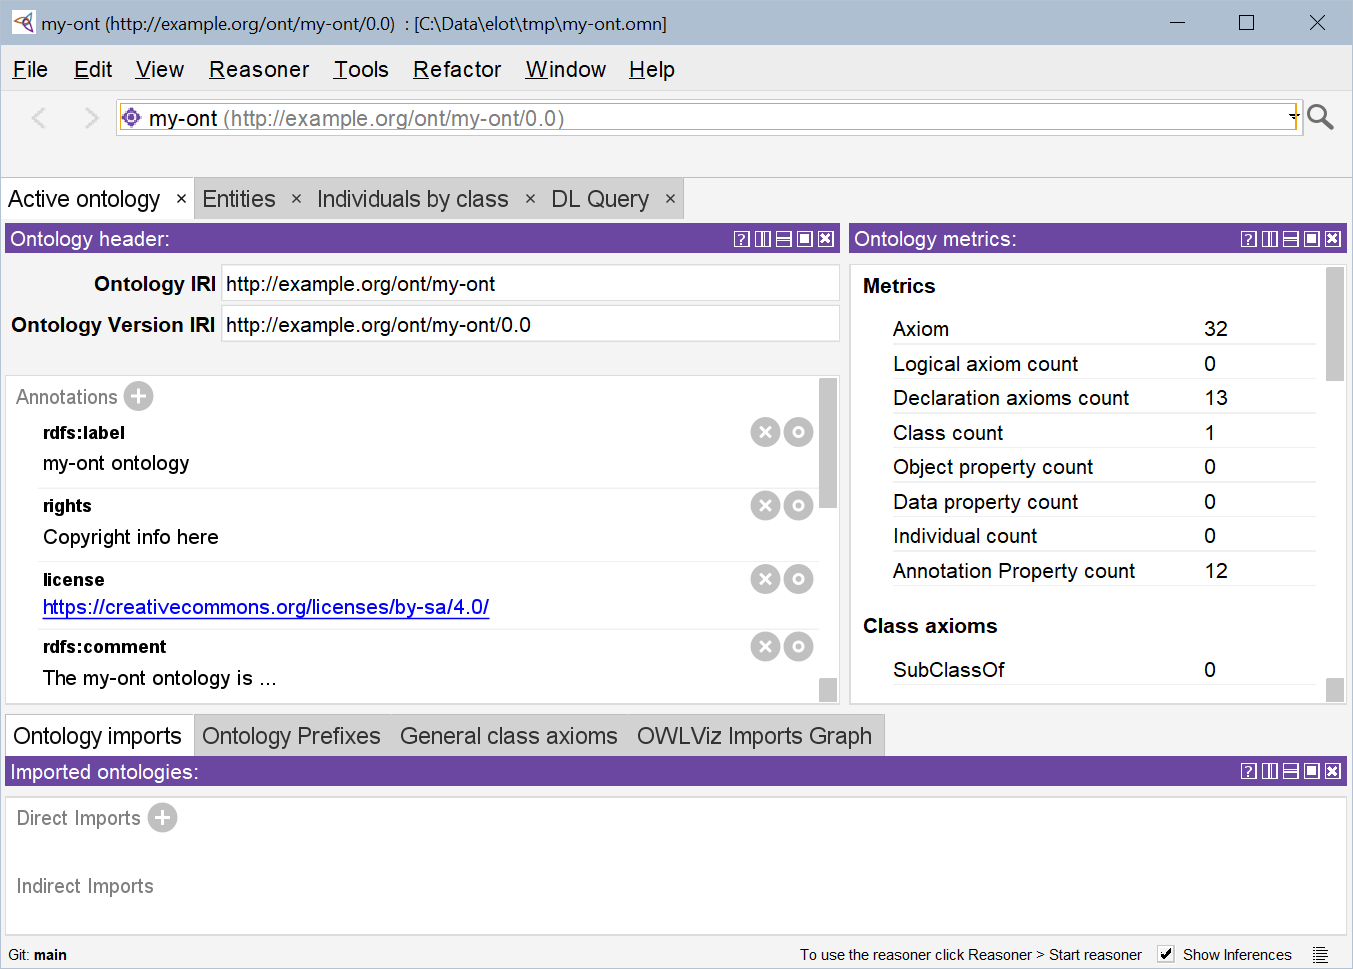 my-ont (http://example.org/ont/my-ont/0.0) : [C:\Data\elot\tmp\my-ont.omn]
File Edit View Reasoner Tools Refactor Window Help
my-ont (http://example.org/ont/my-ont/0.0)
Active ontology × Entities × Individuals by class × DL Query ×
Ontology header:
Ontology IRI http://example.org/ont/my-ont
Ontology Version IRI http://example.org/ont/my-ont/0.0
Annotations
rdfs:label
my-ont ontology
rights
Copyright info here
license
https://creativecommons.org/licenses/by-sa/4.0/
rdfs:comment
The my-ont ontology is ...
Ontology metrics:
Metrics
Axiom 32
Logical axiom count 0
Declaration axioms count 13
Class count 1
Object property count 0
Data property count 0
Individual count 0
Annotation Property count 12
Class axioms
SubClassOf 0
Ontology imports Ontology Prefixes General class axioms OWLViz Imports Graph
Imported ontologies:
Direct Imports
Indirect Imports
Git: main To use the reasoner click Reasoner > Start reasoner Show Inferences